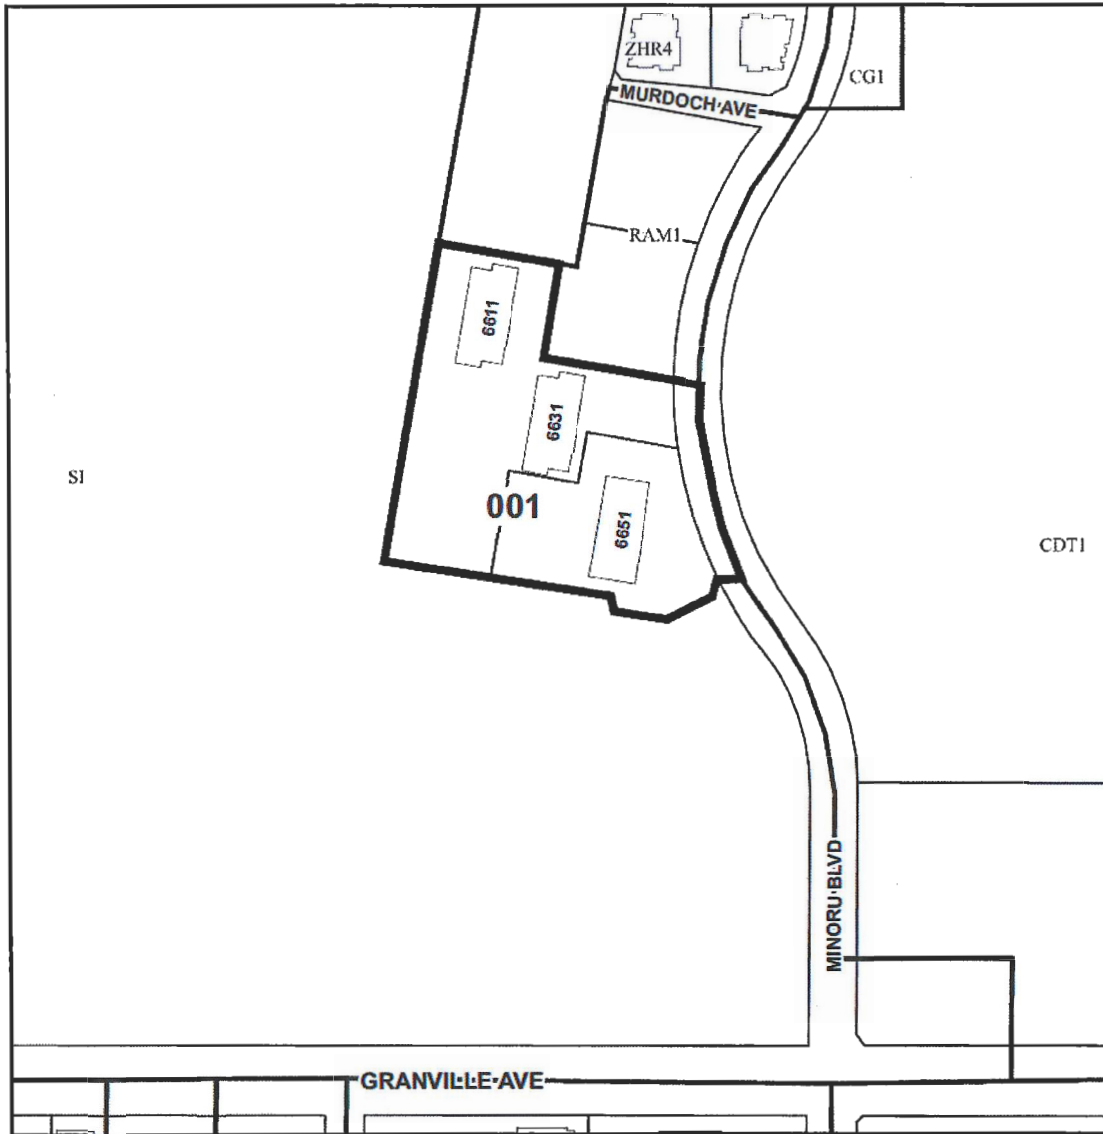 ZHR4
CG1
MURDOCH AVE
RAM1
6611
6631
SI
001
6651
CDT1
MINORU BLVD
GRANVILLE AVE